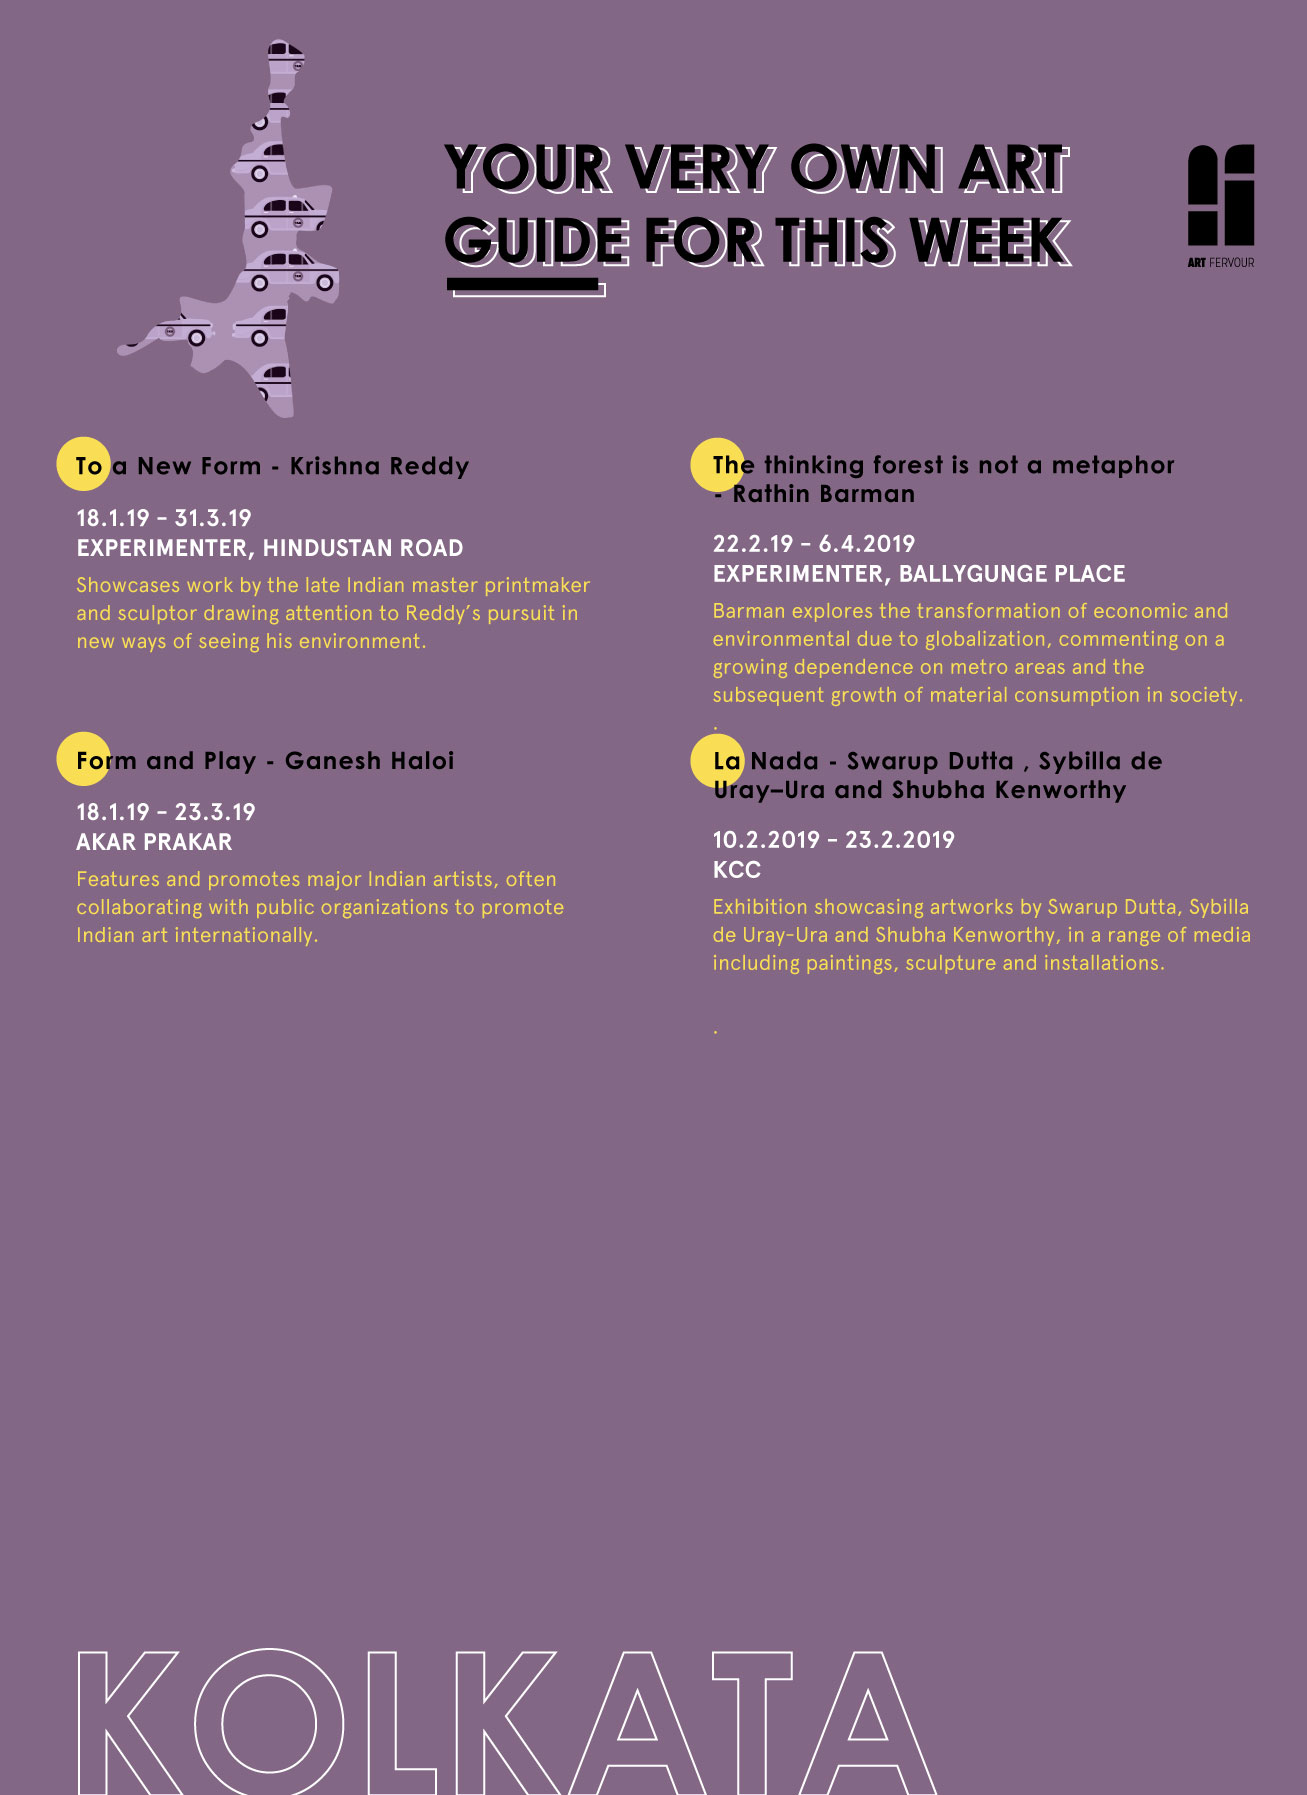 YOUR VERY OWN ART
GUIDE FOR THIS WEEK
ART FERVOUR
To a New Form - Krishna Reddy
18.1.19 – 31.3.19
EXPERIMENTER, HINDUSTAN ROAD
Showcases work by the late Indian master printmaker
and sculptor drawing attention to Reddy’s pursuit in
new ways of seeing his environment.
The thinking forest is not a metaphor
- Rathin Barman
22.2.19 – 6.4.2019
EXPERIMENTER, BALLYGUNGE PLACE
Barman explores the transformation of economic and
environmental due to globalization, commenting on a
growing dependence on metro areas and the
subsequent growth of material consumption in society.
.
Form and Play - Ganesh Haloi
18.1.19 – 23.3.19
AKAR PRAKAR
Features and promotes major Indian artists, often
collaborating with public organizations to promote
Indian art internationally.
La Nada - Swarup Dutta , Sybilla de
Uray–Ura and Shubha Kenworthy
10.2.2019 – 23.2.2019
KCC
Exhibition showcasing artworks by Swarup Dutta, Sybilla
de Uray-Ura and Shubha Kenworthy, in a range of media
including paintings, sculpture and installations.
.
KOLKATA